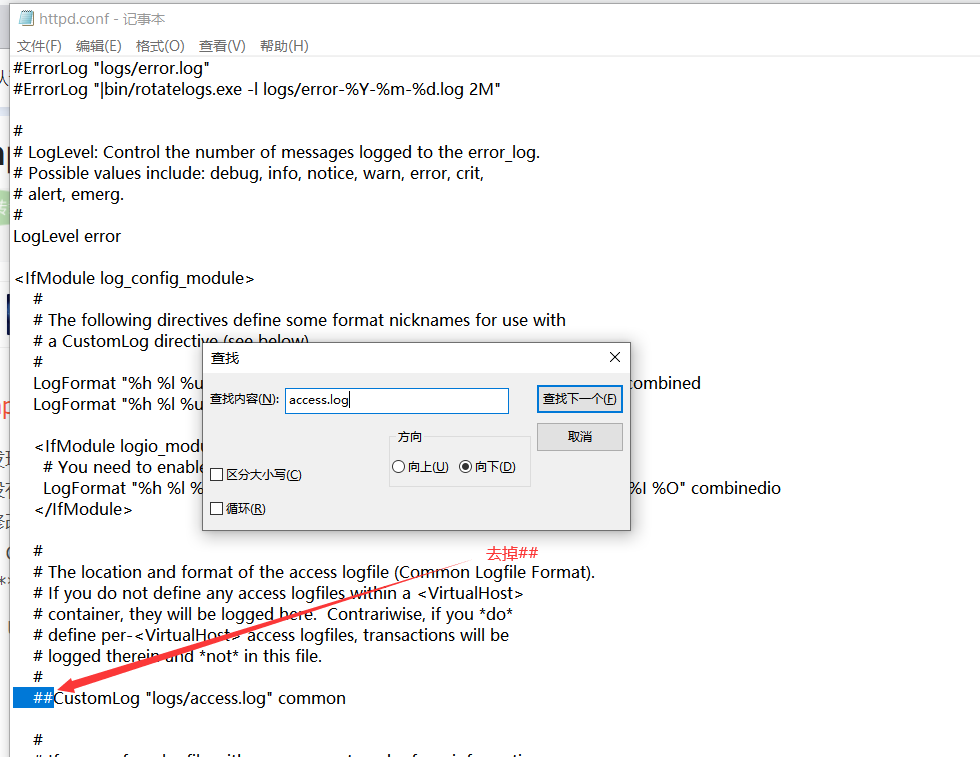 httpd.conf - 记事本
文件(F) 编辑(E) 格式(O) 查看(V) 帮助(H)
#ErrorLog "logs/error.log"
#ErrorLog "|bin/rotatelogs.exe -l logs/error-%Y-%m-%d.log 2M"
#
# LogLevel: Control the number of messages logged to the error_log.
# Possible values include: debug, info, notice, warn, error, crit,
# alert, emerg.
#
LogLevel error
<IfModule log_config_module>
#
# The following directives define some format nicknames for use with
# a CustomLog directive (see below)
#
LogFormat "%h %l %u combined
LogFormat "%h %l %u
<IfModule logio_modu
# You need to enable
LogFormat "%h %l % %I %O" combinedio
</IfModule>
查找
查找内容(N): access.log 查找下一个(F)
取消
方向
向上(U) 向下(D)
区分大小写(C)
循环(R)
去掉##
#
# The location and format of the access logfile (Common Logfile Format).
# If you do not define any access logfiles within a <VirtualHost>
# container, they will be logged here. Contrariwise, if you *do*
# define per-<VirtualHost> access logfiles, transactions will be
# logged therein and *not* in this file.
#
##CustomLog "logs/access.log" common
#